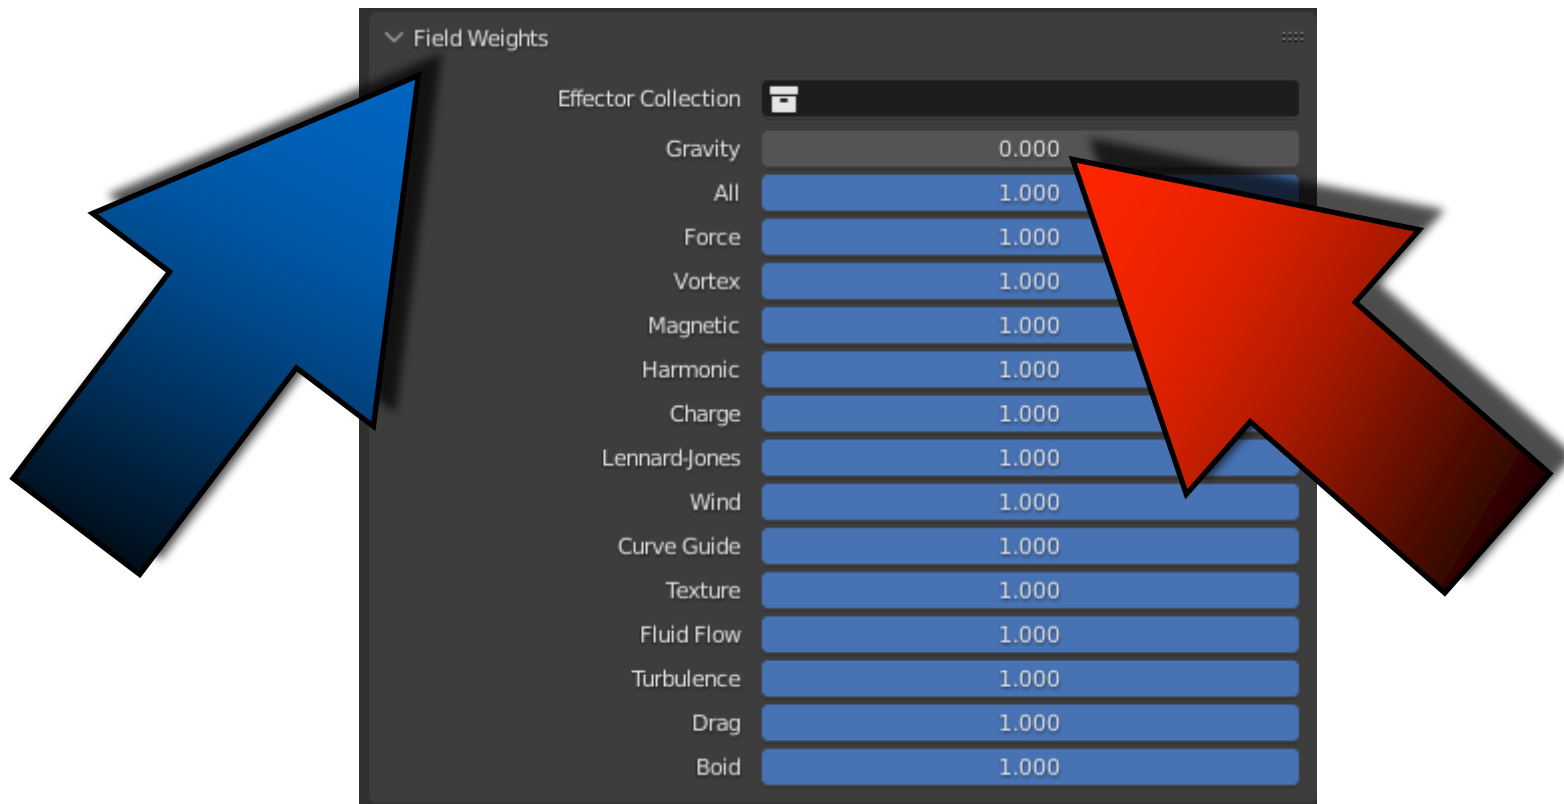 Field Weights
Effector Collection
Gravity 0.000
All 1.000
Force 1.000
Vortex 1.000
Magnetic 1.000
Harmonic 1.000
Charge 1.000
Lennard-Jones 1.000
Wind 1.000
Curve Guide 1.000
Texture 1.000
Fluid Flow 1.000
Turbulence 1.000
Drag 1.000
Boid 1.000